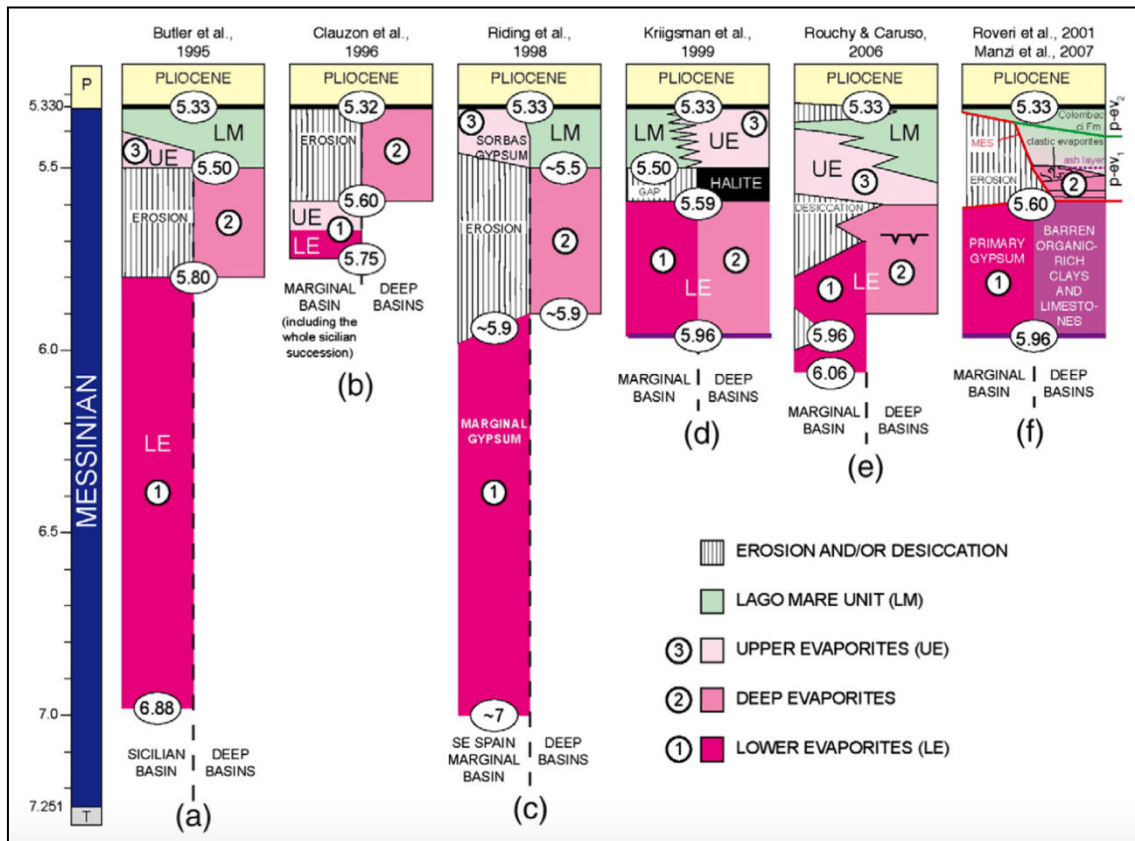 Butler et al.,
1995
Clauzon et al.,
1996
Riding et al.,
1998
Kriigsman et al.,
1999
Rouchy & Caruso,
2006
Roveri et al., 2001
Manzi et al., 2007
P
5.330
5.5
6.0
6.5
7.0
7.251
MESSINIAN
T
PLIOCENE
5.33
LM
3
UE
5.50
EROSION
2
5.80
LE
1
6.88
SICILIAN
BASIN
DEEP
BASINS
(a)
PLIOCENE
5.32
EROSION
2
5.60
UE
1
LE
5.75
MARGINAL
BASIN
(including the
whole sicilian
succession)
DEEP
BASINS
(b)
PLIOCENE
3
5.33
SORBAS
GYPSUM
LM
~5.5
EROSION
2
~5.9
~5.9
MARGINAL
GYPSUM
1
~7
SE SPAIN
MARGINAL
BASIN
DEEP
BASINS
(c)
PLIOCENE
5.33
3
LM
UE
5.50
GAP
HALITE
5.59
1
2
LE
5.96
MARGINAL
BASIN
DEEP
BASINS
(d)
PLIOCENE
5.33
LM
UE
3
DESICCATION
1
LE
2
5.96
6.06
MARGINAL
BASIN
DEEP
BASINS
(e)
PLIOCENE
5.33
Colombac
ci Fm.
p-ev2
MES
clastic evaporites
p-ev1
ash layer
EROSION
2
5.60
PRIMARY
GYPSUM
1
BARREN
ORGANIC-
RICH
CLAYS
AND
LIMESTO-
NES
5.96
MARGINAL
BASIN
DEEP
BASINS
(f)
EROSION AND/OR DESICCATION
LAGO MARE UNIT (LM)
3 UPPER EVAPORITES (UE)
2 DEEP EVAPORITES
1 LOWER EVAPORITES (LE)